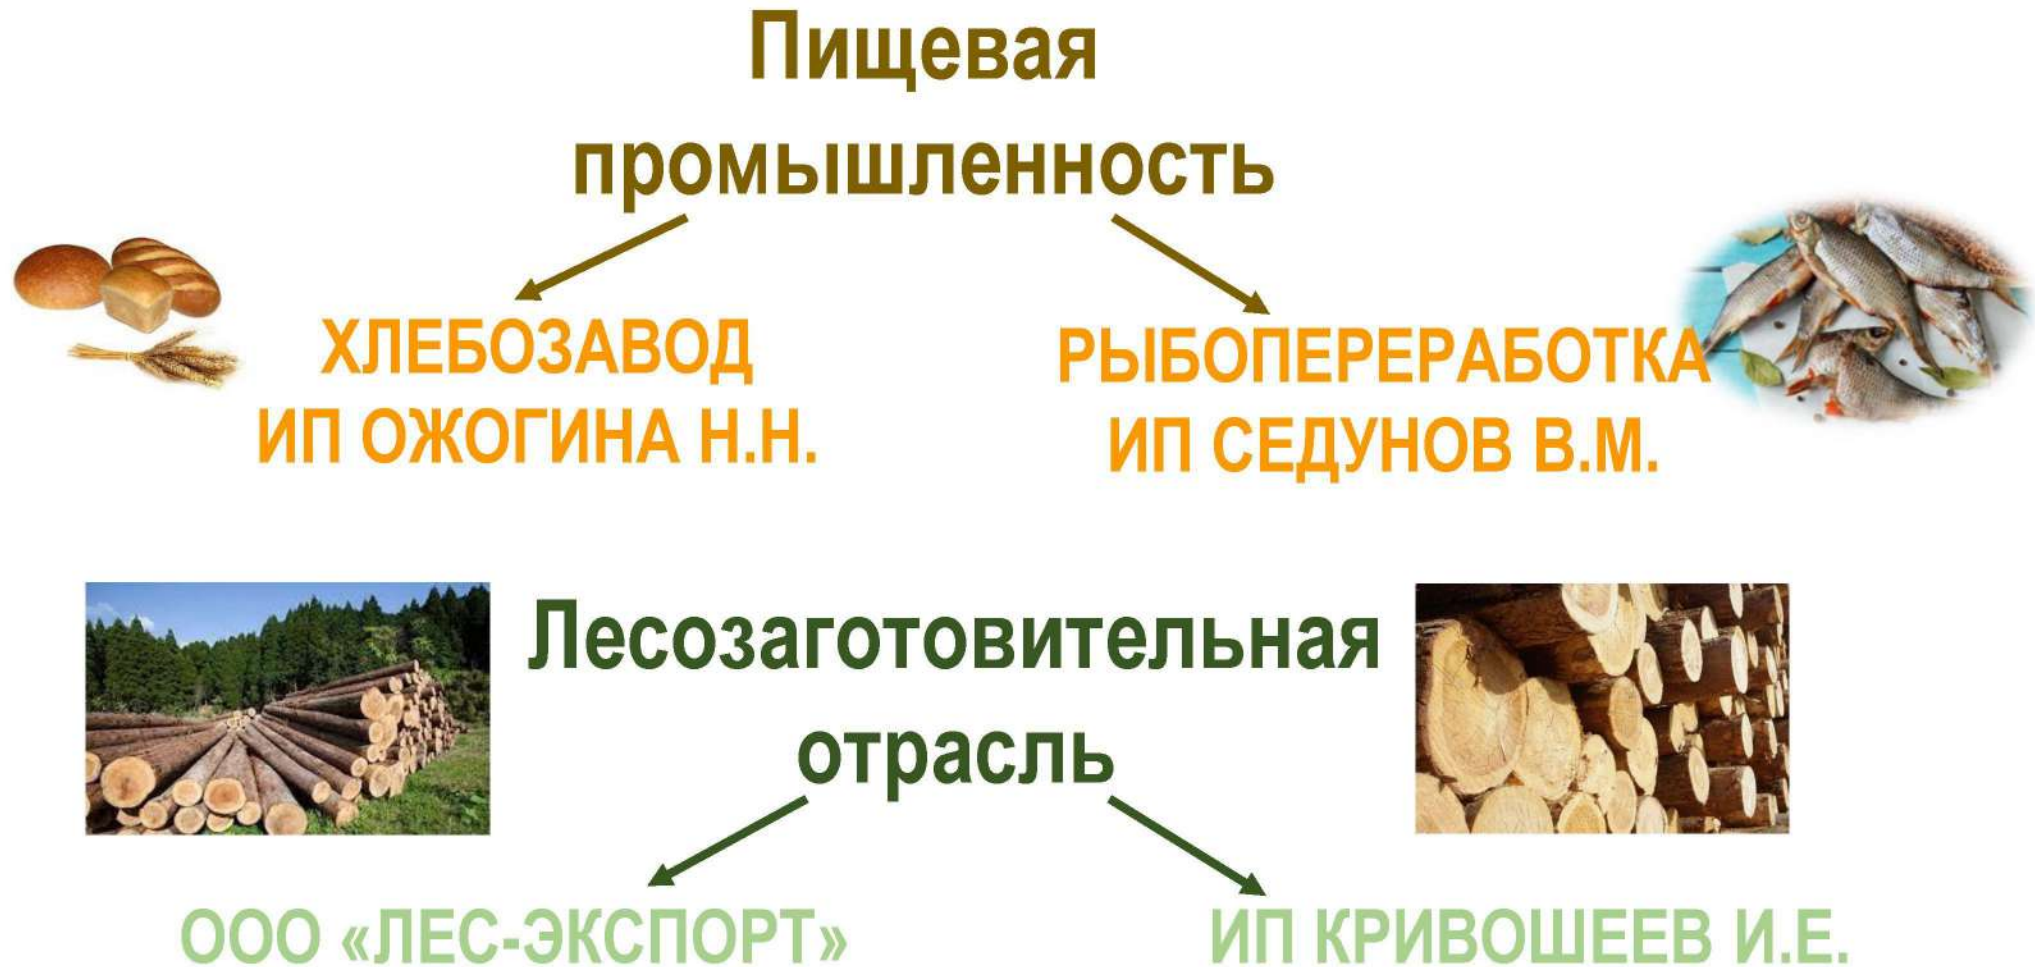 Пищевая
промышленность
ХЛЕБОЗАВОД
ИП ОЖОГИНА Н.Н.
РЫБОПЕРЕРАБОТКА
ИП СЕДУНОВ В.М.
Лесозаготовительная
отрасль
ООО «ЛЕС-ЭКСПОРТ»
ИП КРИВОШЕЕВ И.Е.